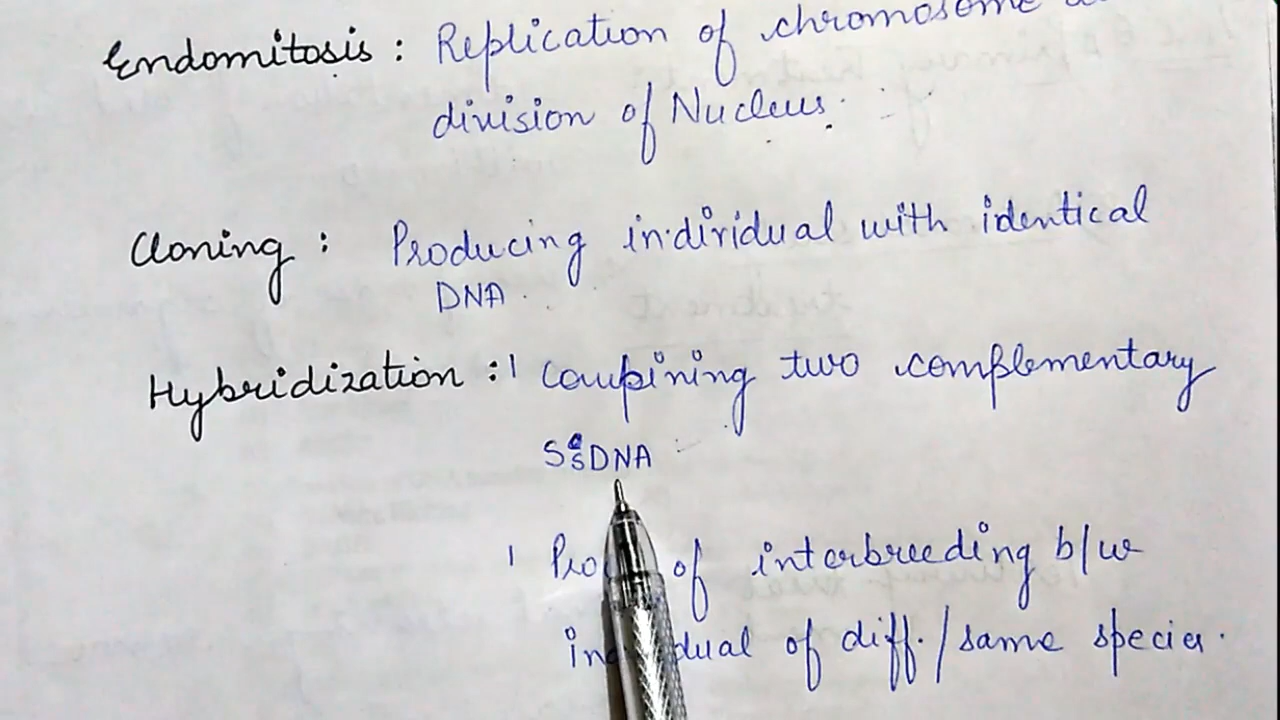 Endomitosis : Replication of chromosome
division of Nucleus.
Cloning : Producing individual with identical
DNA.
Hybridization : Coupining two complementary
SsDNA
of interbreeding b/w
of diff./same species.